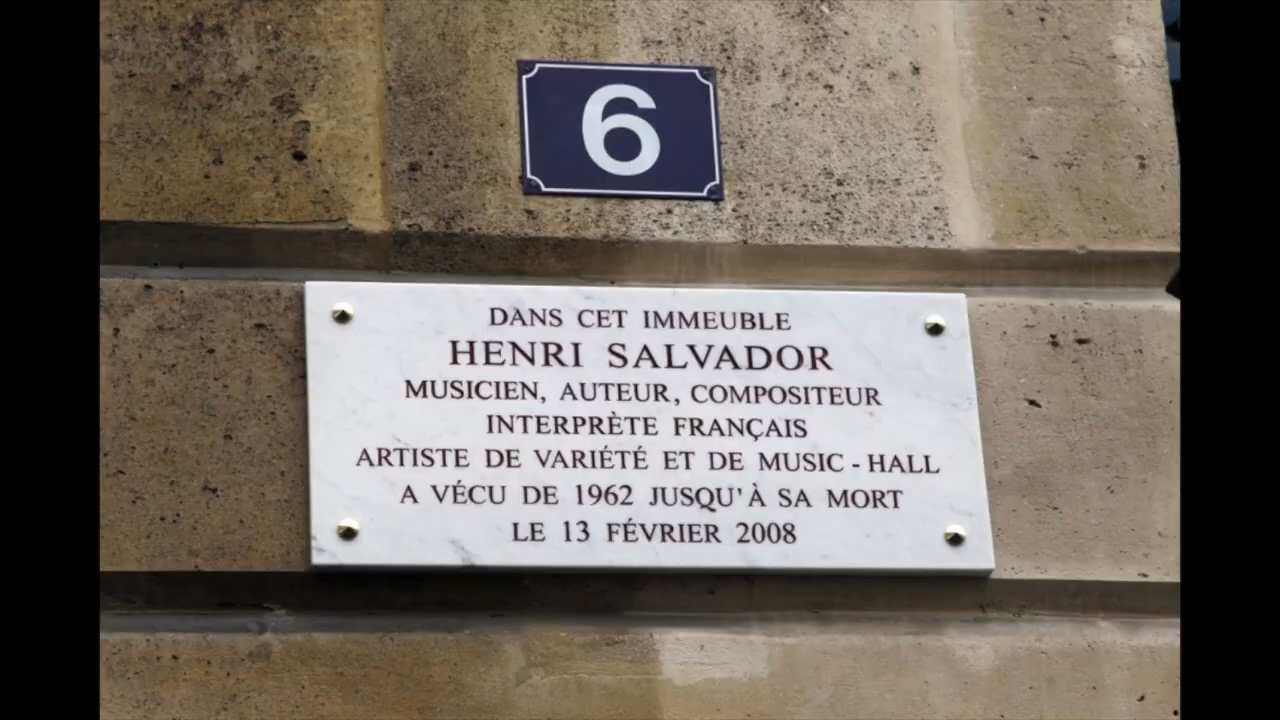 6
DANS CET IMMEUBLE
HENRI SALVADOR
MUSICIEN, AUTEUR, COMPOSITEUR
INTERPRÈTE FRANÇAIS
ARTISTE DE VARIÉTÉ ET DE MUSIC - HALL
A VÉCU DE 1962 JUSQU'À SA MORT
LE 13 FÉVRIER 2008